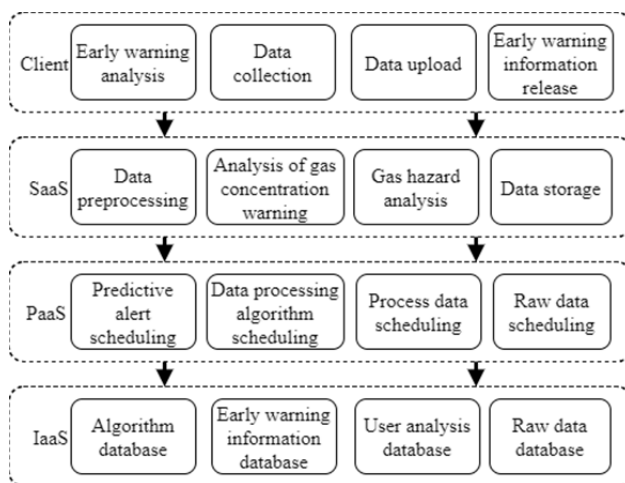 Client
Early warning
analysis
Data
collection
Data upload
Early warning
information
release
SaaS
Data
preprocessing
Analysis of gas
concentration
warning
Gas hazard
analysis
Data storage
PaaS
Predictive
alert
scheduling
Data processing
algorithm
scheduling
Process data
scheduling
Raw data
scheduling
IaaS
Algorithm
database
Early warning
information
database
User analysis
database
Raw data
database